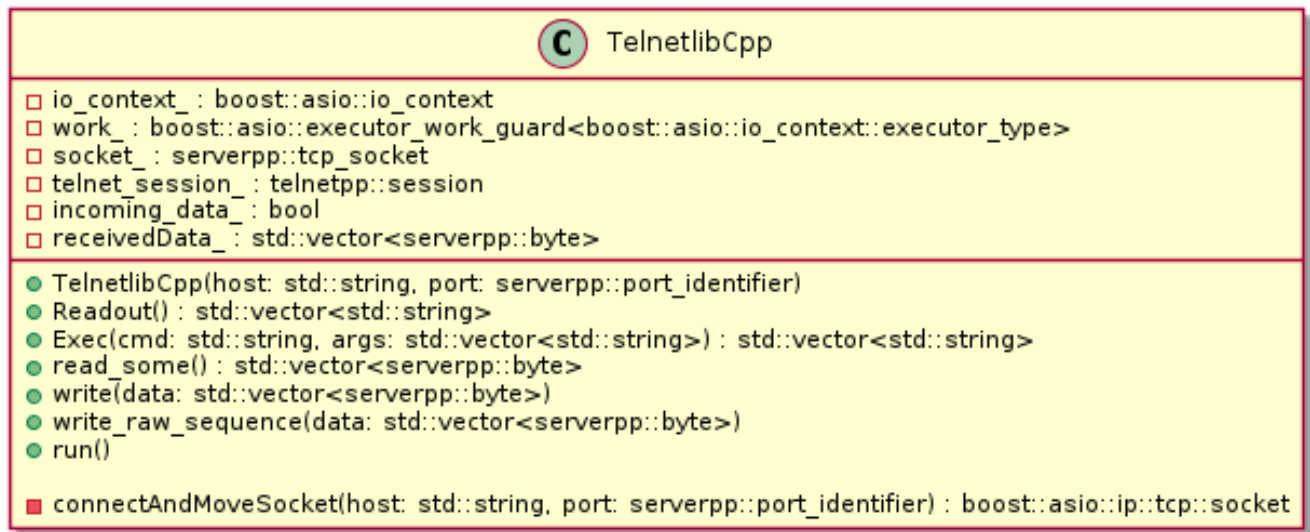 C TelnetlibCpp
io_context_ : boost::asio::io_context
work_ : boost::asio::executor_work_guard<boost::asio::io_context::executor_type>
socket_ : serverpp::tcp_socket
telnet_session_ : telnetpp::session
incoming_data_ : bool
receivedData_ : std::vector<serverpp::byte>
TelnetlibCpp(host: std::string, port: serverpp::port_identifier)
Readout() : std::vector<std::string>
Exec(cmd: std::string, args: std::vector<std::string>) : std::vector<std::string>
read_some() : std::vector<serverpp::byte>
write(data: std::vector<serverpp::byte>)
write_raw_sequence(data: std::vector<serverpp::byte>)
run()
connectAndMoveSocket(host: std::string, port: serverpp::port_identifier) : boost::asio::ip::tcp::socket